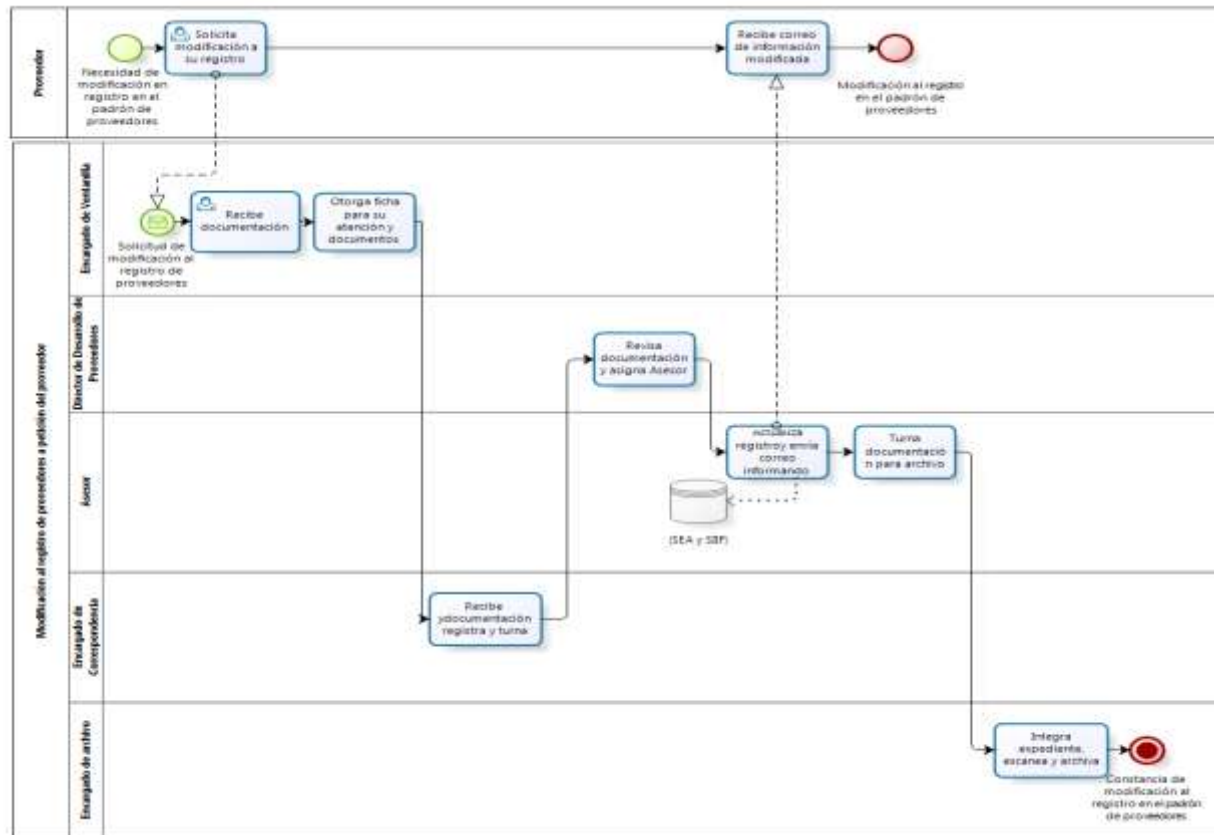 Proveedor
Solicita
modificación a
su registro
Necesidad de
modificación en
registro en el
padrón de
proveedores
Recibe correo
de información
modificada
Modificación al registro
en el padrón de
proveedores
Modificación al registro de proveedores a petición del proveedor
Encargado de Ventanilla
Solicitud de
modificación al
registro de
proveedores
Recibe
documentación
Otorga ficha
para su
atención y
documentos
Director de Desarrollo de
Proveedores
Revisa
documentación
y asigna Asesor
Asesor
Actualiza
registroy envía
correo
informando
(SEA y SBP)
Turna
documentació
n para archivo
Encargado de
Correspondencia
Recibe
ydocumentación
registra y turna
Encargado de archivo
Integra
expediente,
escanea y archiva
Constancia de
modificación al
registro en el padrón
de proveedores